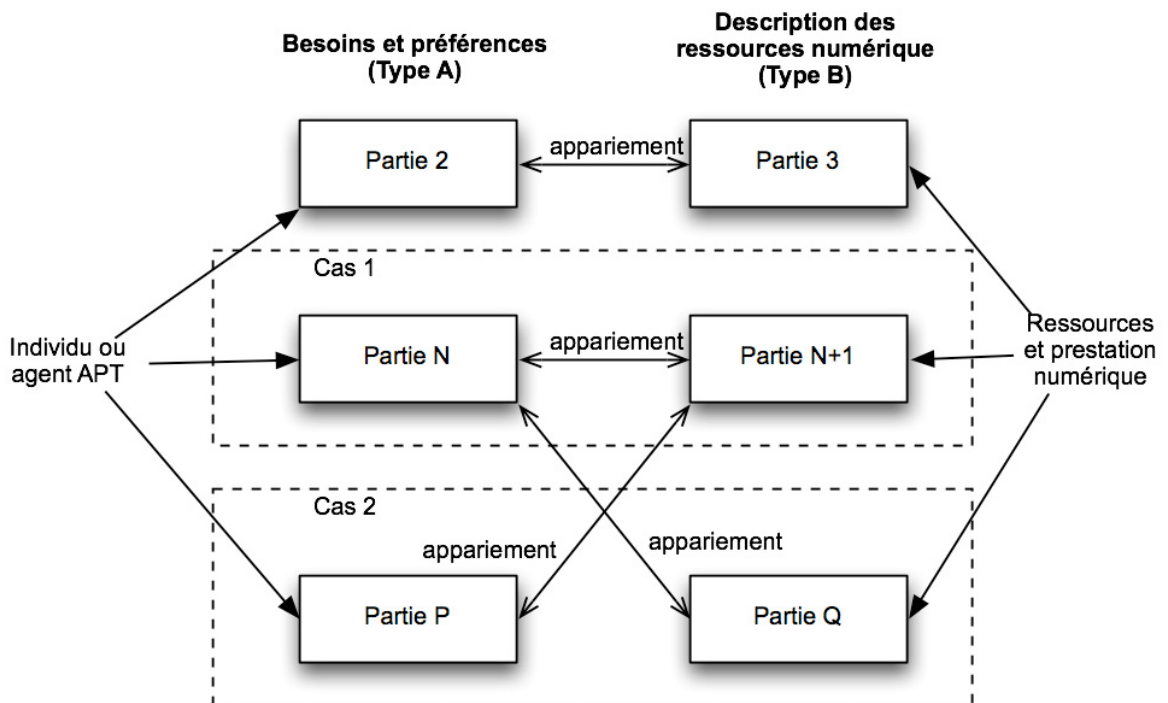 Besoins et préférences
(Type A)
Description des
ressources numérique
(Type B)
Partie 2
appariement
Partie 3
Cas 1
Individu ou
agent APT
Partie N
appariement
Partie N+1
Ressources
et prestation
numérique
Cas 2
appariement
appariement
Partie P
Partie Q